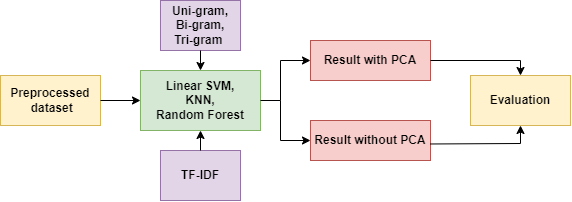 Uni-gram,
Bi-gram,
Tri-gram
Preprocessed
dataset
Linear SVM,
KNN,
Random Forest
TF-IDF
Result with PCA
Result without PCA
Evaluation